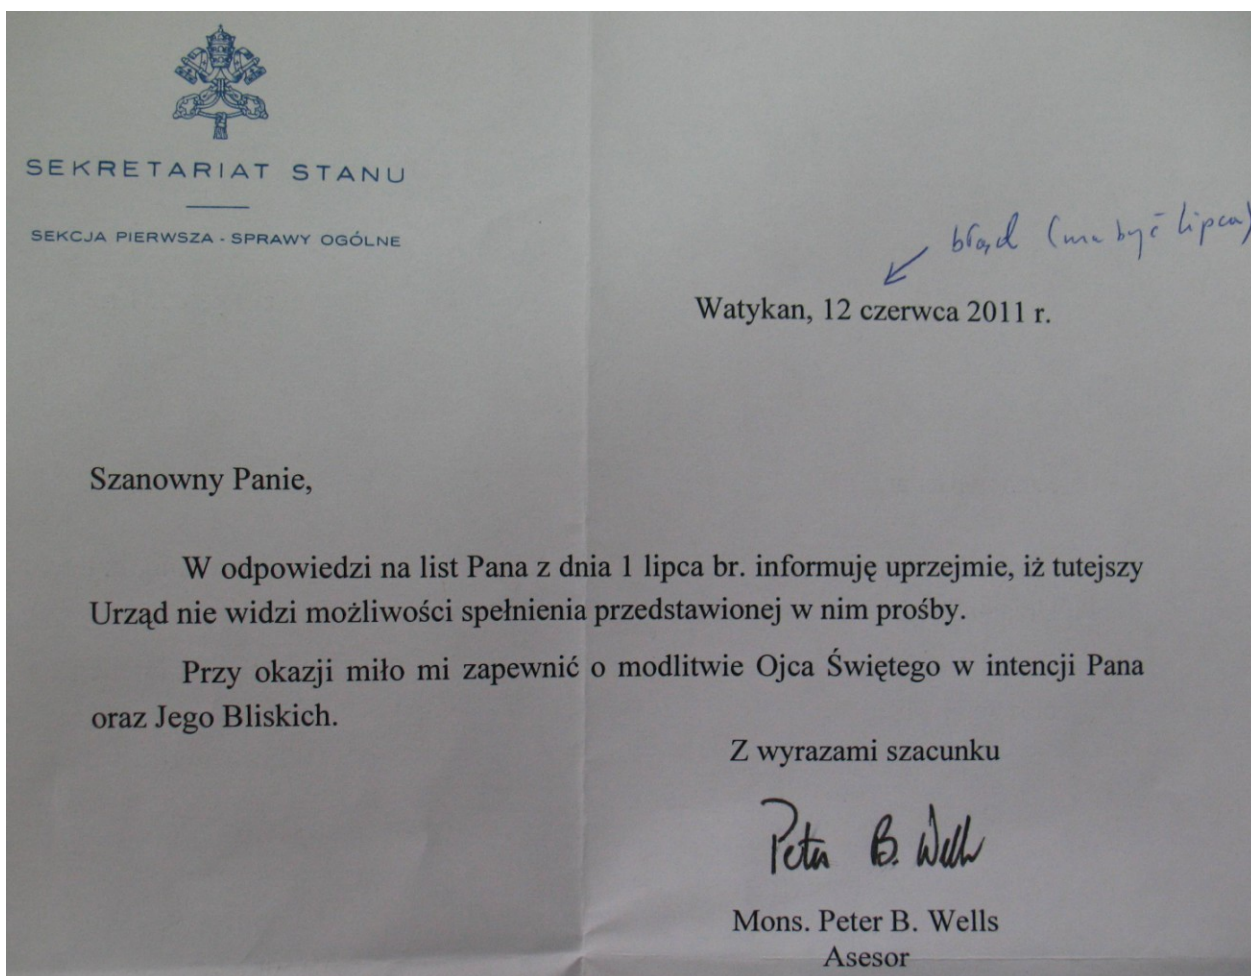 SEKRETARIAT STANU
SEKCJA PIERWSZA - SPRAWY OGÓLNE
błąd (ma być lipca)
Watykan, 12 czerwca 2011 r.
Szanowny Panie,
W odpowiedzi na list Pana z dnia 1 lipca br. informuję uprzejmie, iż tutejszy
Urząd nie widzi możliwości spełnienia przedstawionej w nim prośby.
Przy okazji miło mi zapewnić o modlitwie Ojca Świętego w intencji Pana
oraz Jego Bliskich.
Z wyrazami szacunku
Peter B. Wells
Mons. Peter B. Wells
Asesor